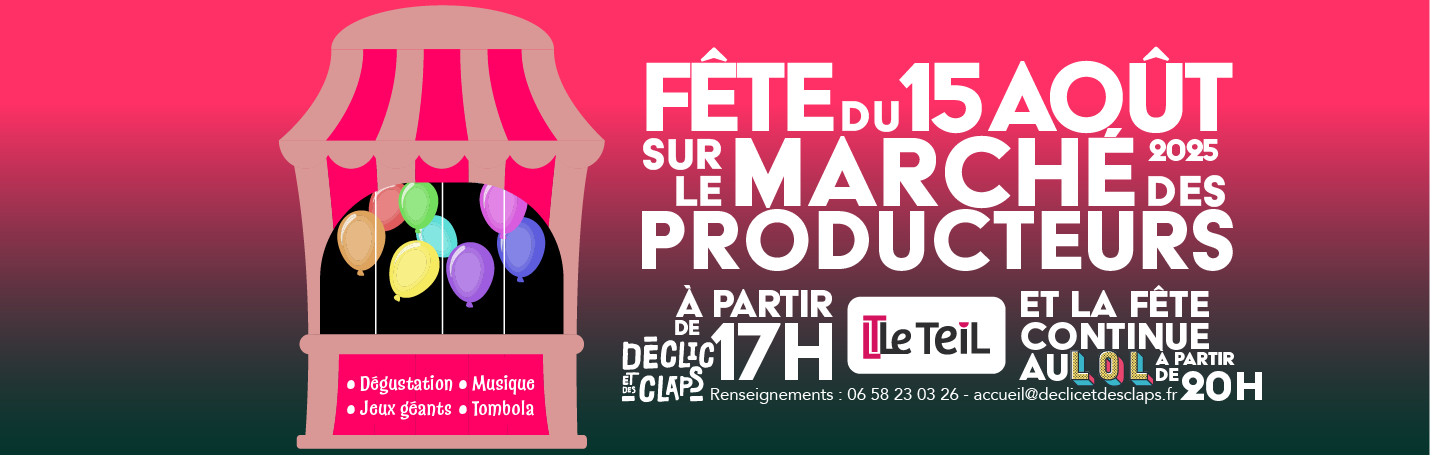 • Dégustation • Musique
• Jeux géants • Tombola
FÊTE DU 15 AOÛT
SUR LE MARCHÉ DES 2025
PRODUCTEURS
À PARTIR
DE 17H
DÉCLIC
ET DES CLAPS
LT Le Teil
ET LA FÊTE
CONTINUE
AU LOL À PARTIR
DE 20H
Renseignements : 06 58 23 03 26 - accueil@declicetdesclaps.fr